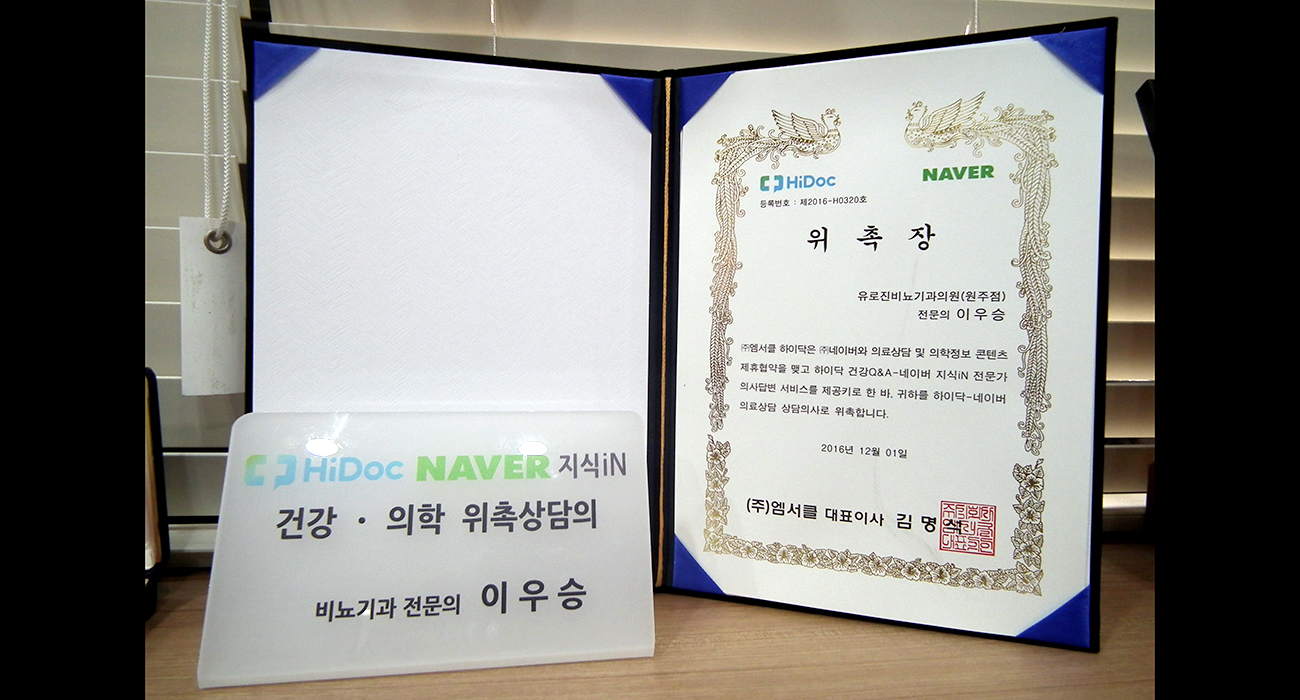 HiDoc NAVER 지식iN
건강 · 의학 위촉상담의
비뇨기과 전문의 이우승
HiDoc NAVER
등록번호 : 제2016-H0320호
위 촉 장
유로진비뇨기과의원(원주점)
전문의 이우승
㈜엠서클 하이닥은 ㈜네이버와 의료상담 및 의학정보 콘텐츠
제휴협약을 맺고 하이닥 건강Q&A-네이버 지식iN 전문가
의사답변 서비스를 제공키로 한 바, 귀하를 하이닥-네이버
의료상담 상담의사로 위촉합니다.
2016년 12월 01일
(주)엠서클 대표이사 김명석